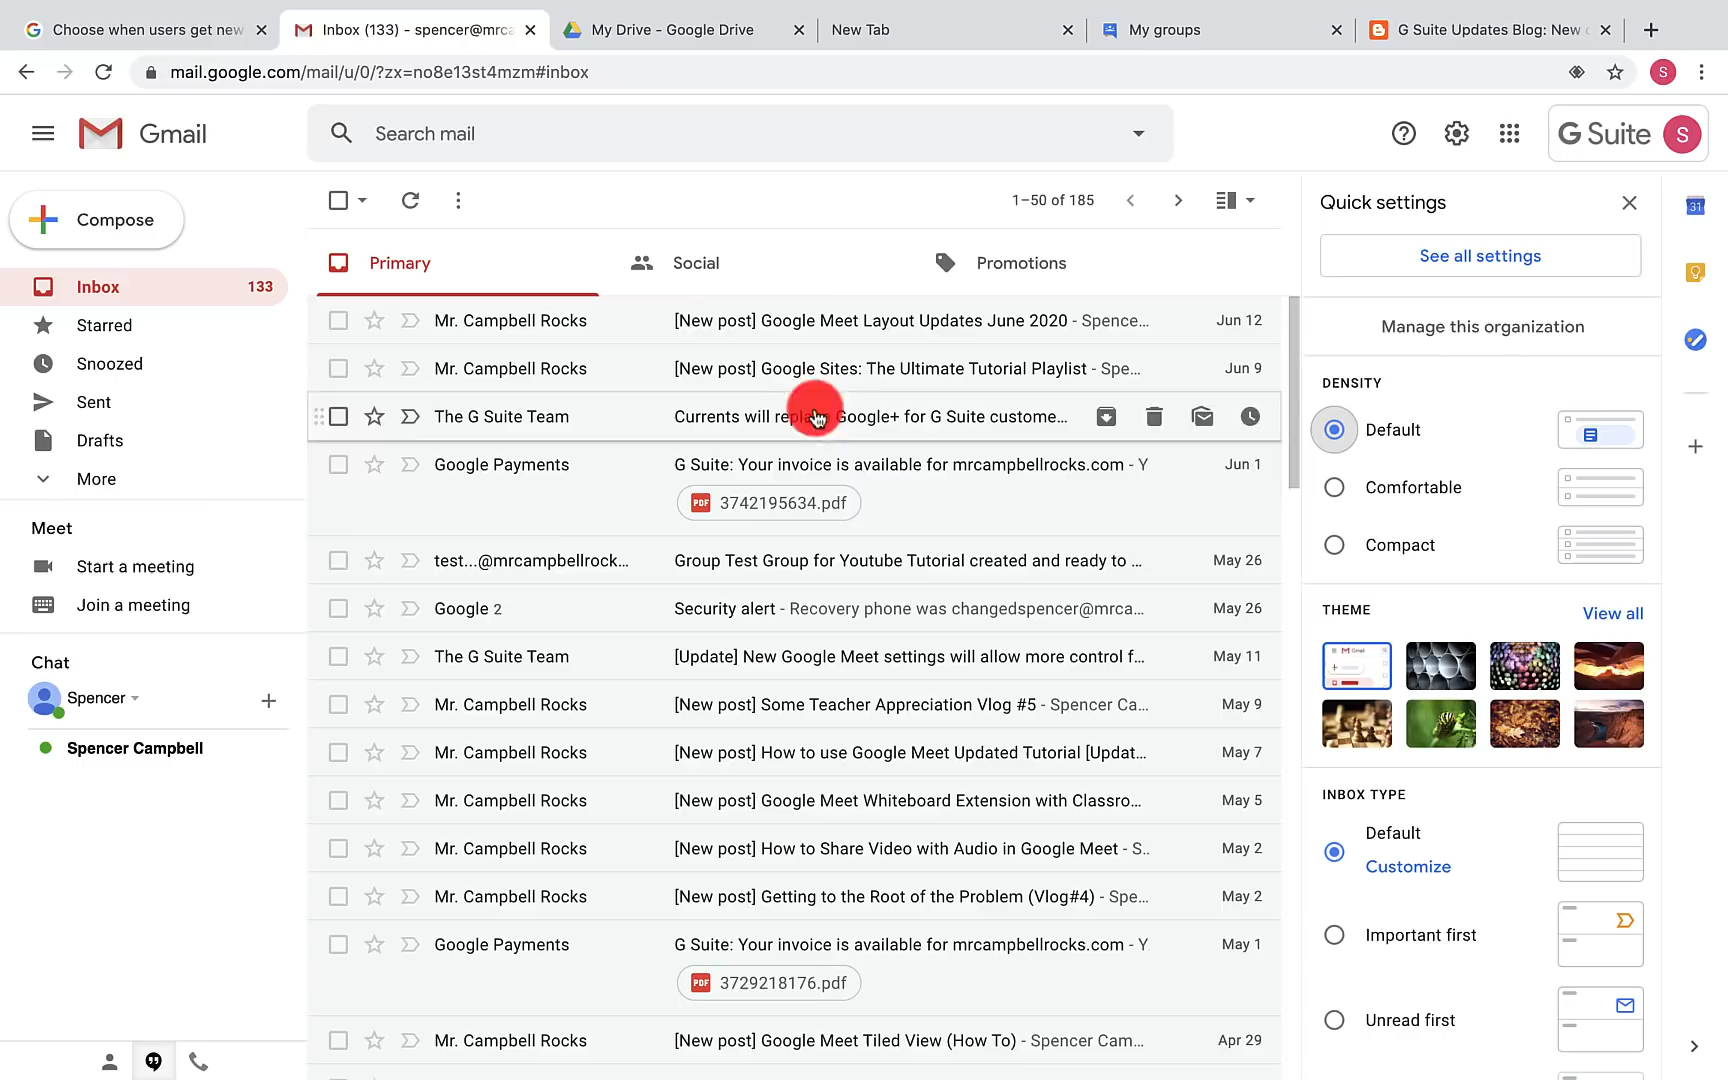 Choose when users get new
Inbox (133) - spencer@mrca
My Drive - Google Drive
New Tab
My groups
G Suite Updates Blog: New
mail.google.com/mail/u/0/?zx=no8e13st4mzm#inbox
S
Gmail
Search mail
G Suite
S
Compose
1–50 of 185
Quick settings
31
See all settings
Primary
Social
Promotions
Inbox 133
Mr. Campbell Rocks [New post] Google Meet Layout Updates June 2020 - Spence… Jun 12
Manage this organization
Starred
Mr. Campbell Rocks [New post] Google Sites: The Ultimate Tutorial Playlist - Spe… Jun 9
Snoozed
DENSITY
Sent
The G Suite Team Currents will Google+ for G Suite custome…
Default
Drafts
Google Payments G Suite: Your invoice is available for mrcampbellrocks.com - Y Jun 1
More
Comfortable
PDF 3742195634.pdf
Meet
Compact
Start a meeting
test...@mrcampbellrock... Group Test Group for Youtube Tutorial created and ready to … May 26
Join a meeting
Google 2 Security alert - Recovery phone was changedspencer@mrca… May 26
THEME
View all
Chat
The G Suite Team [Update] New Google Meet settings will allow more control f… May 11
Gmail
Spencer
Mr. Campbell Rocks [New post] Some Teacher Appreciation Vlog #5 - Spencer Ca… May 9
Spencer Campbell
Mr. Campbell Rocks [New post] How to use Google Meet Updated Tutorial [Updat… May 7
INBOX TYPE
Mr. Campbell Rocks [New post] Google Meet Whiteboard Extension with Classro… May 5
Default
Customize
Mr. Campbell Rocks [New post] How to Share Video with Audio in Google Meet - S.. May 2
Mr. Campbell Rocks [New post] Getting to the Root of the Problem (Vlog#4) - Spe… May 2
Important first
Google Payments G Suite: Your invoice is available for mrcampbellrocks.com - Y. May 1
PDF 3729218176.pdf
Unread first
Mr. Campbell Rocks [New post] Google Meet Tiled View (How To) - Spencer Cam… Apr 29